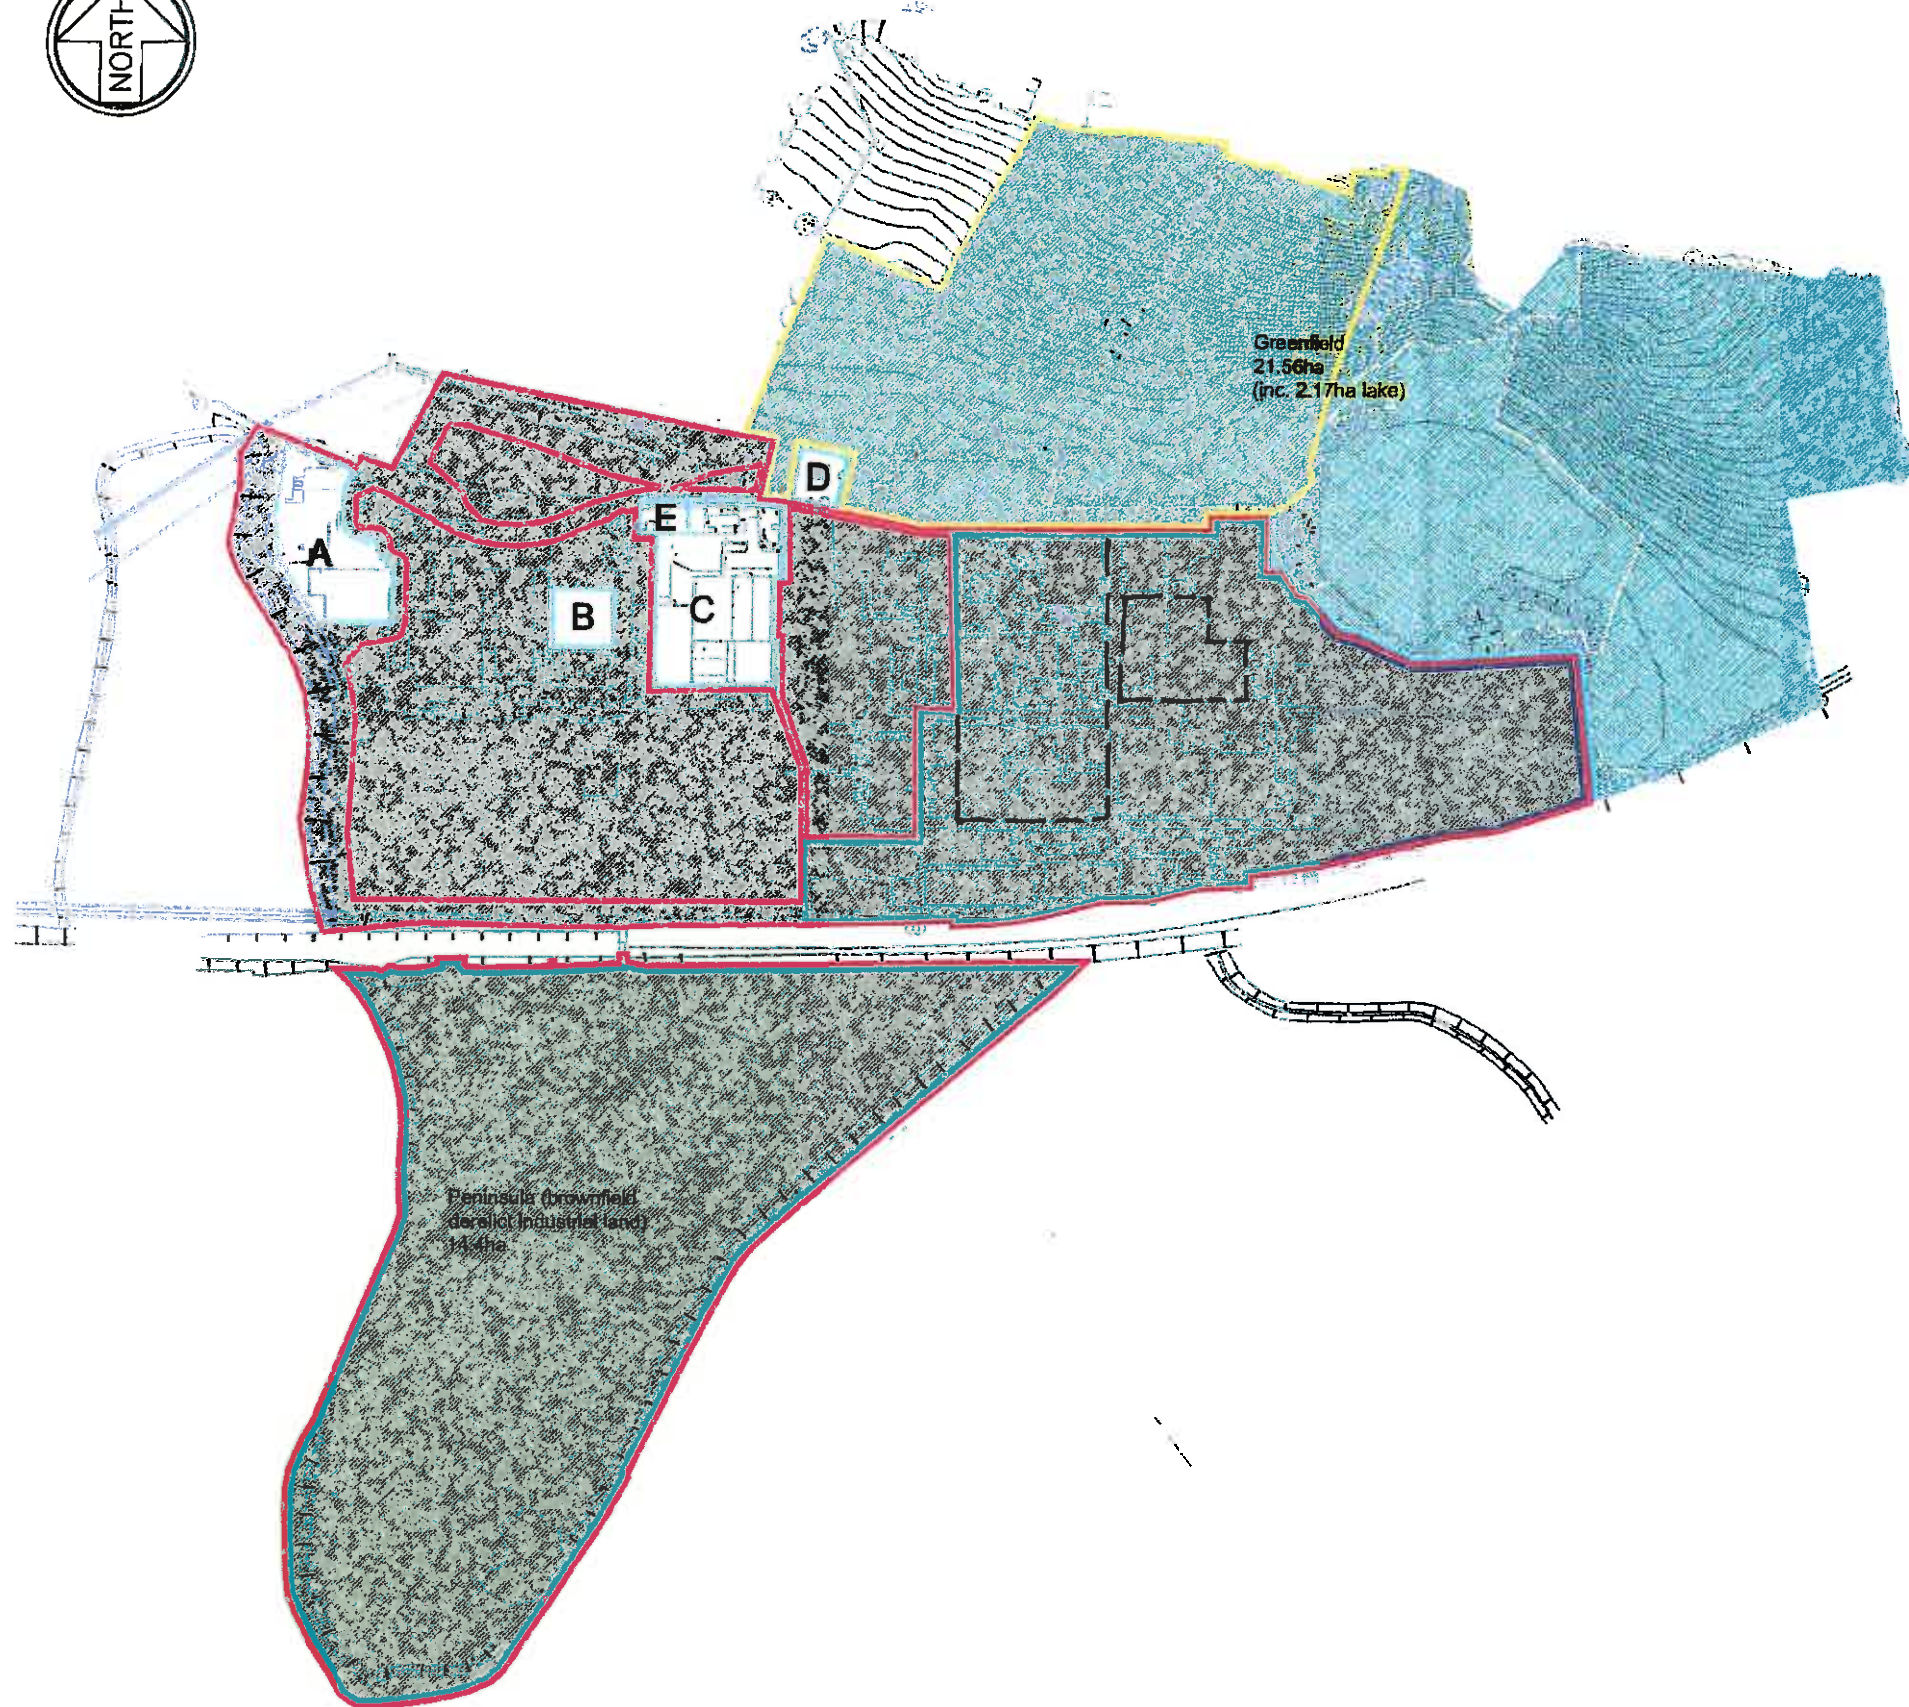 NORTH
Greenfield
21.56ha
(inc. 2.17ha lake)
D
E
A
B
C
Peninsula (brownfield
derelict industrial land)
14.4ha